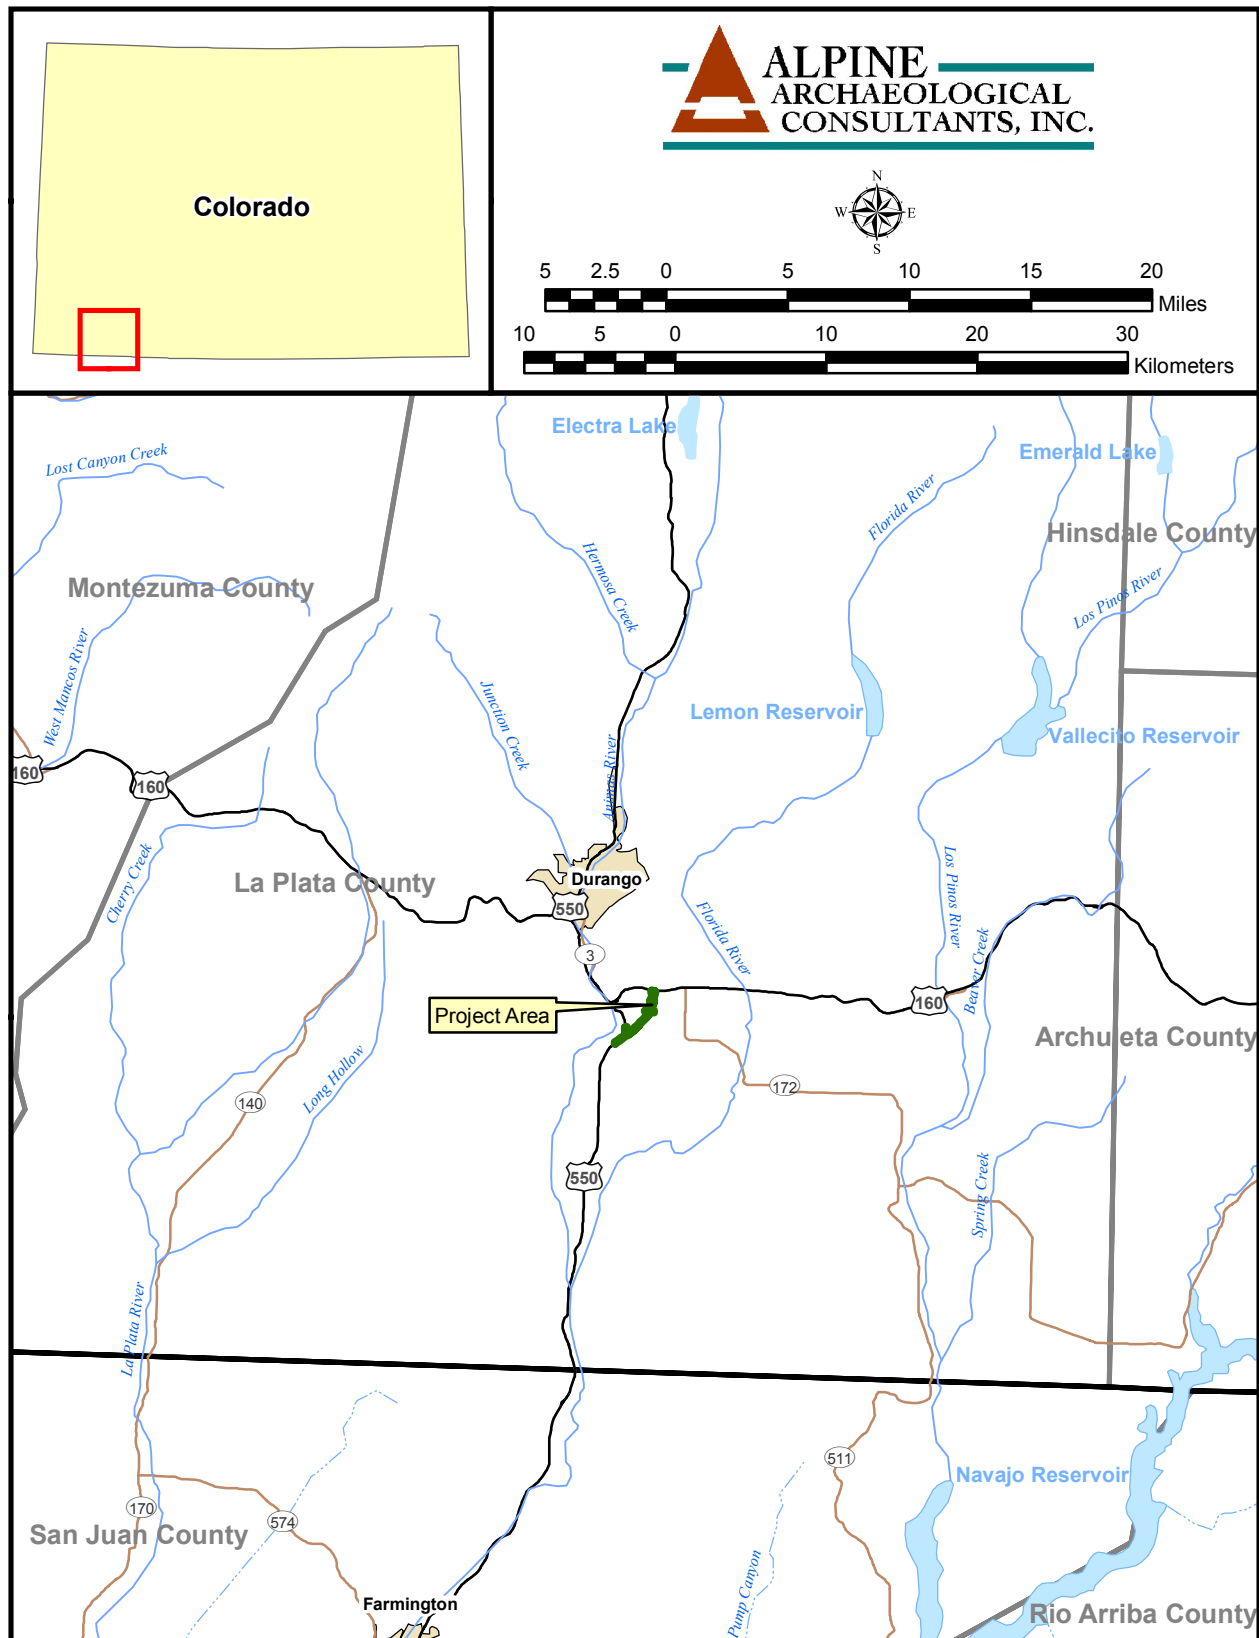 Colorado
ALPINE
ARCHAEOLOGICAL
CONSULTANTS, INC.
N
W E
S
5 2.5 0 5 10 15 20
Miles
10 5 0 10 20 30
Kilometers
Electra Lake
Emerald Lake
Lost Canyon Creek
Florida River
Hinsdale County
Hermosa Creek
Montezuma County
Los Pinos River
West Mancos River
Junction Creek
Lemon Reservoir
Vallecito Reservoir
Animas River
160
160
Cherry Creek
La Plata County
Durango
550
Los Pinos River
Florida River
3
Beaver Creek
160
Project Area
Archuleta County
Long Hollow
140
172
550
Spring Creek
La Plata River
511
Navajo Reservoir
170
574
San Juan County
Pump Canyon
Farmington
Rio Arriba County